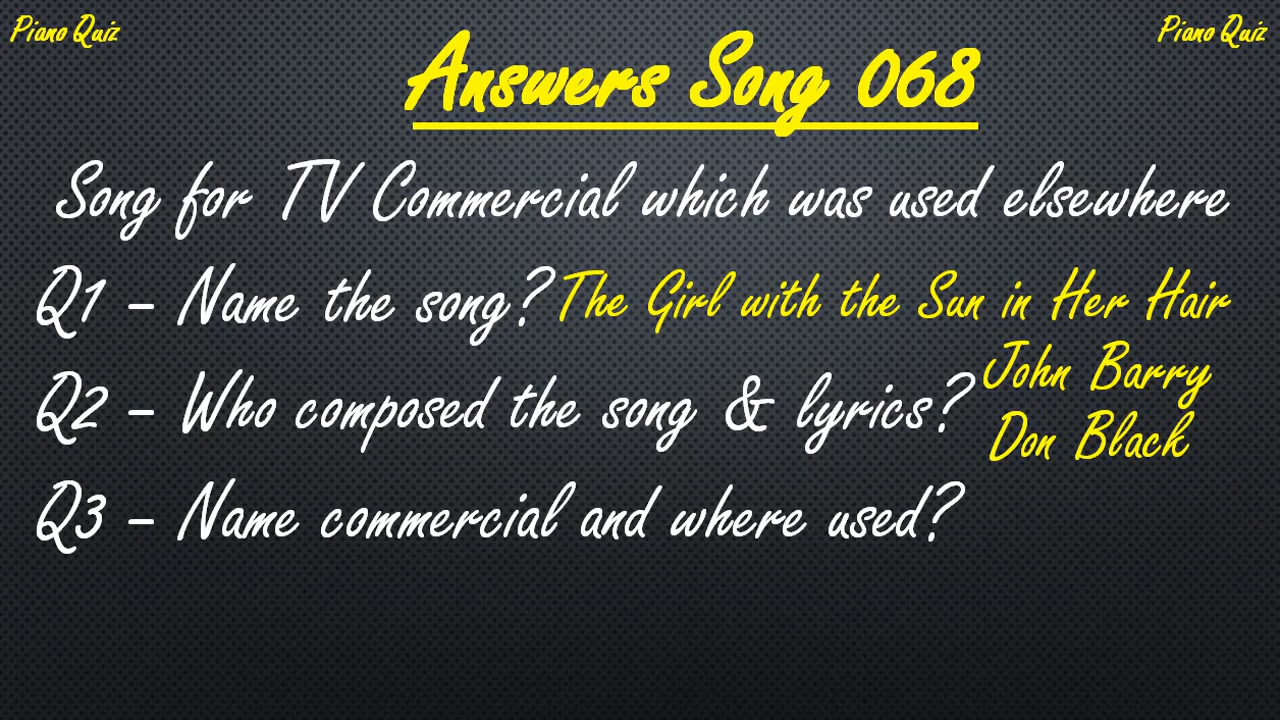 Piano Quiz
Piano Quiz
Answers Song 068
Song for TV Commercial which was used elsewhere
Q1 – Name the song? The Girl with the Sun in Her Hair
Q2 – Who composed the song & lyrics? John Barry
Don Black
Q3 – Name commercial and where used?